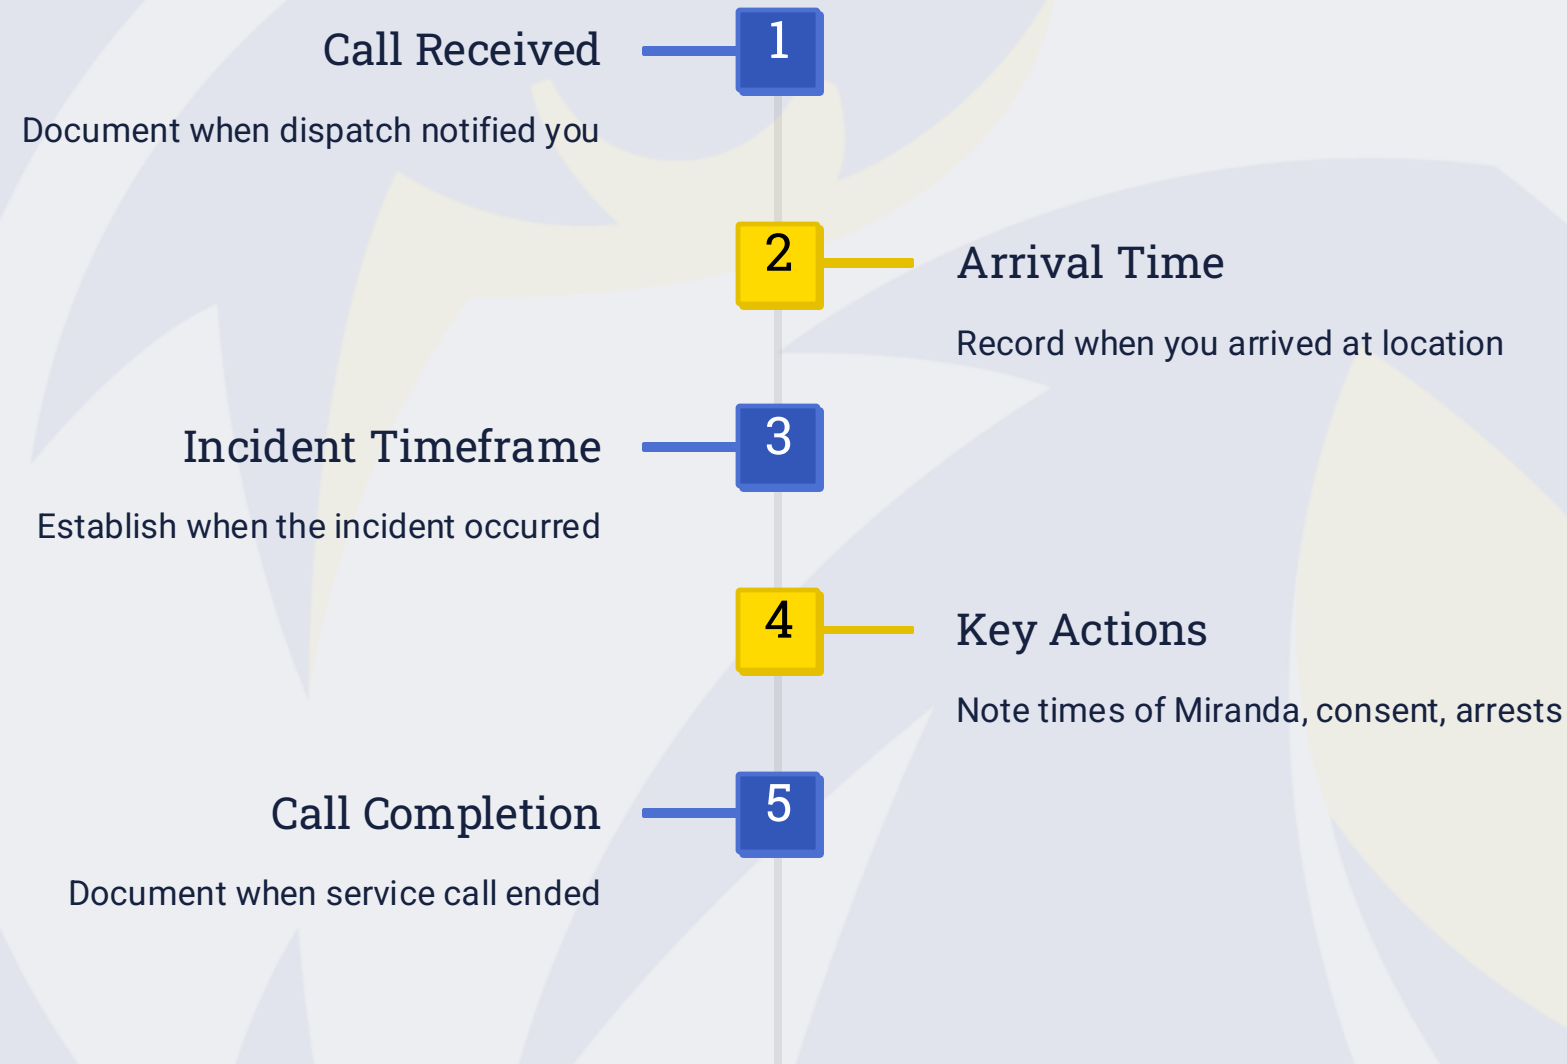 1
Call Received
Document when dispatch notified you
2
Arrival Time
Record when you arrived at location
3
Incident Timeframe
Establish when the incident occurred
4
Key Actions
Note times of Miranda, consent, arrests
5
Call Completion
Document when service call ended